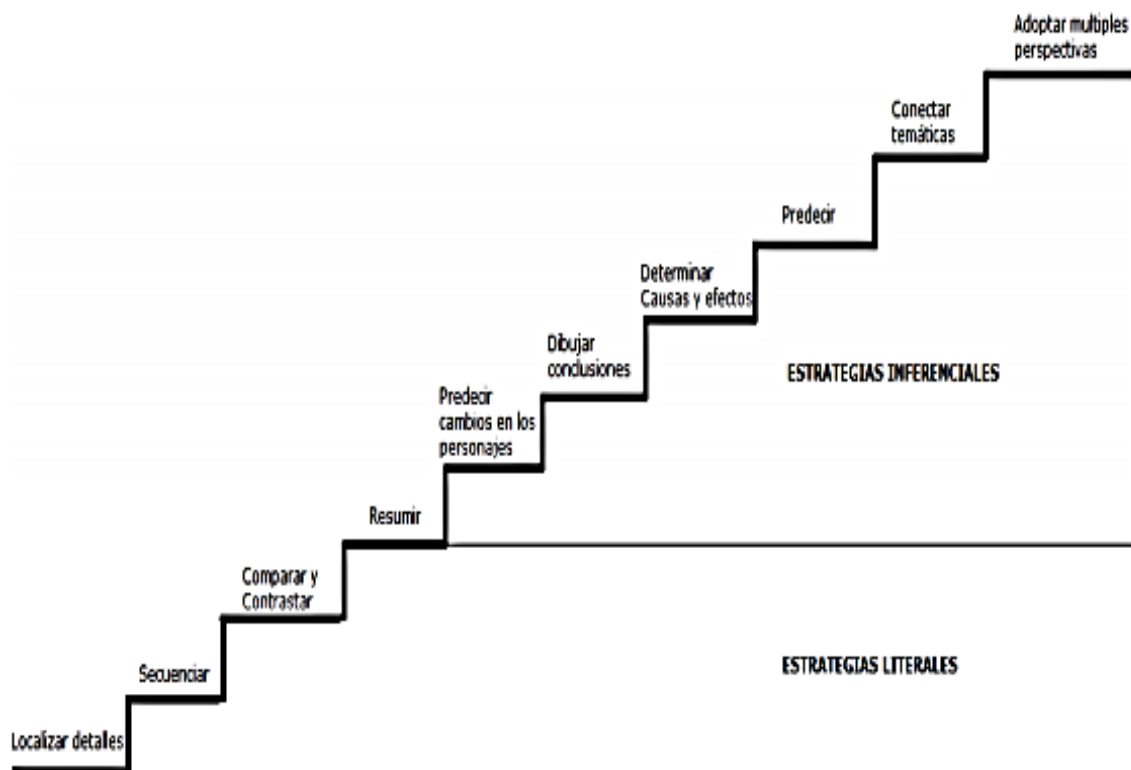 Adoptar multiples
perspectivas
Conectar
temáticas
Predecir
Determinar
Causas y efectos
Dibujar
conclusiones
ESTRATEGIAS INFERENCIALES
Predecir
cambios en los
personajes
Resumir
Comparar y
Contrastar
ESTRATEGIAS LITERALES
Secuenciar
Localizar detalles